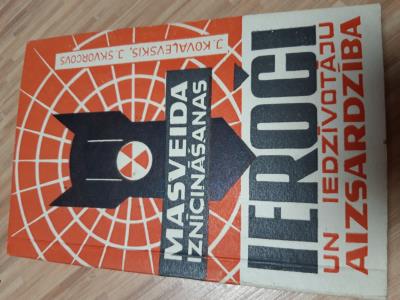 J. KOVAĻEVSKIS, J. SKVORCOVS
MASVEIDA
IZNĪCINĀŠANAS
IEROČI
UN IEDZĪVOTĀJU
AIZSARDZĪBA